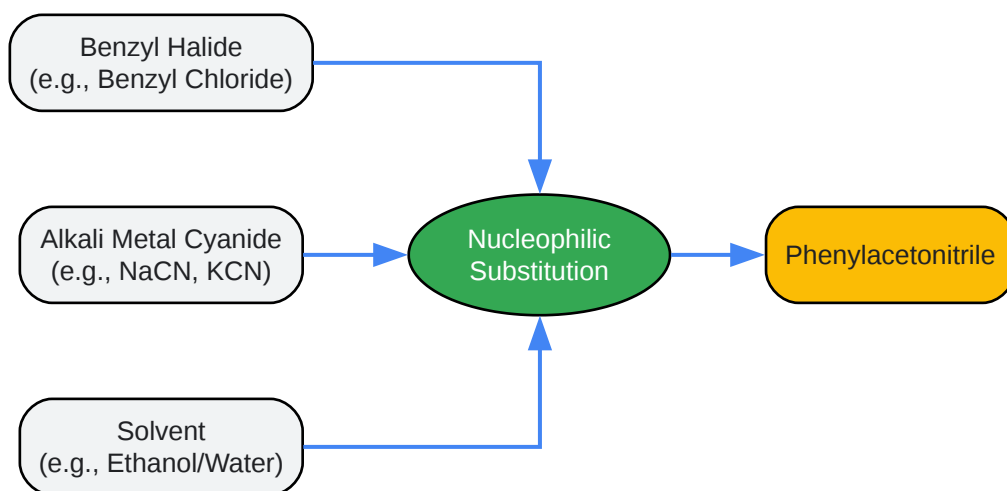 Benzyl Halide
(e.g., Benzyl Chloride)
Alkali Metal Cyanide
(e.g., NaCN, KCN)
Nucleophilic
Substitution
Phenylacetonitrile
Solvent
(e.g., Ethanol/Water)